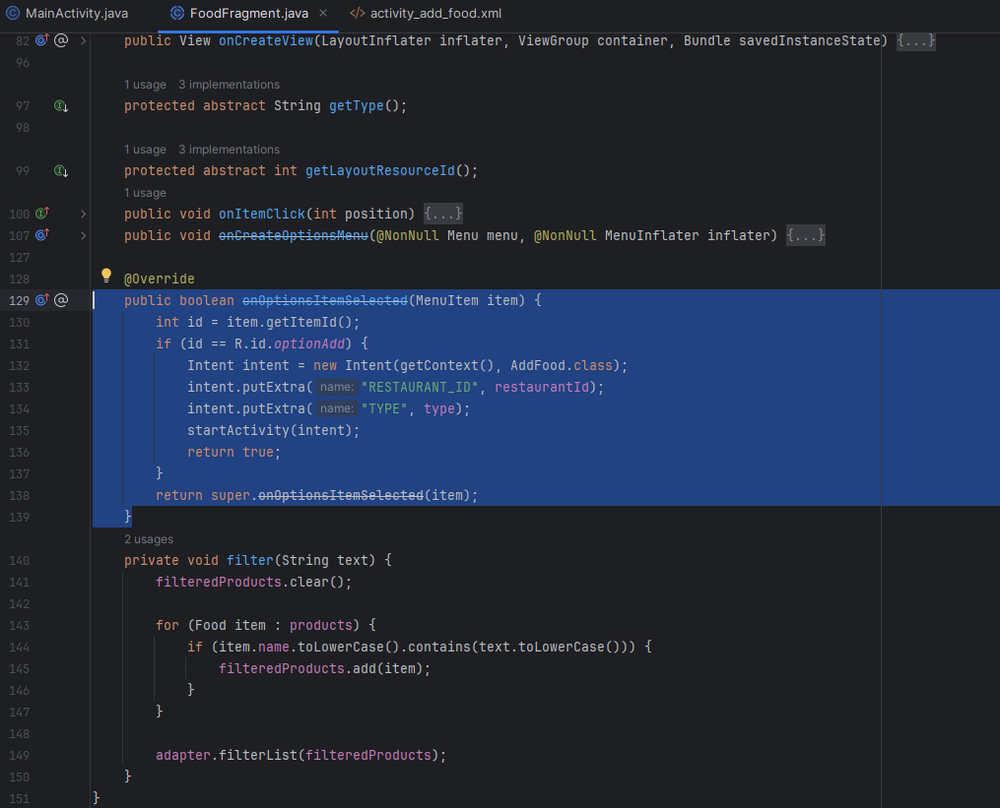 MainActivity.java FoodFragment.java activity_add_food.xml
82 public View onCreateView(LayoutInflater inflater, ViewGroup container, Bundle savedInstanceState) {...}
96
1 usage 3 implementations
97 protected abstract String getType();
98
1 usage 3 implementations
99 protected abstract int getLayoutResourceId();
1 usage
100 public void onItemClick(int position) {...}
107 public void onCreateOptionsMenu(@NonNull Menu menu, @NonNull MenuInflater inflater) {...}
127
128 @Override
129 public boolean onOptionsItemSelected(MenuItem item) {
130 int id = item.getItemId();
131 if (id == R.id.optionAdd) {
132 Intent intent = new Intent(getContext(), AddFood.class);
133 intent.putExtra( name: "RESTAURANT_ID", restaurantId);
134 intent.putExtra( name: "TYPE", type);
135 startActivity(intent);
136 return true;
137 }
138 return super.onOptionsItemSelected(item);
139 }
2 usages
140 private void filter(String text) {
141 filteredProducts.clear();
142
143 for (Food item : products) {
144 if (item.name.toLowerCase().contains(text.toLowerCase())) {
145 filteredProducts.add(item);
146 }
147 }
148
149 adapter.filterList(filteredProducts);
150 }
151 }